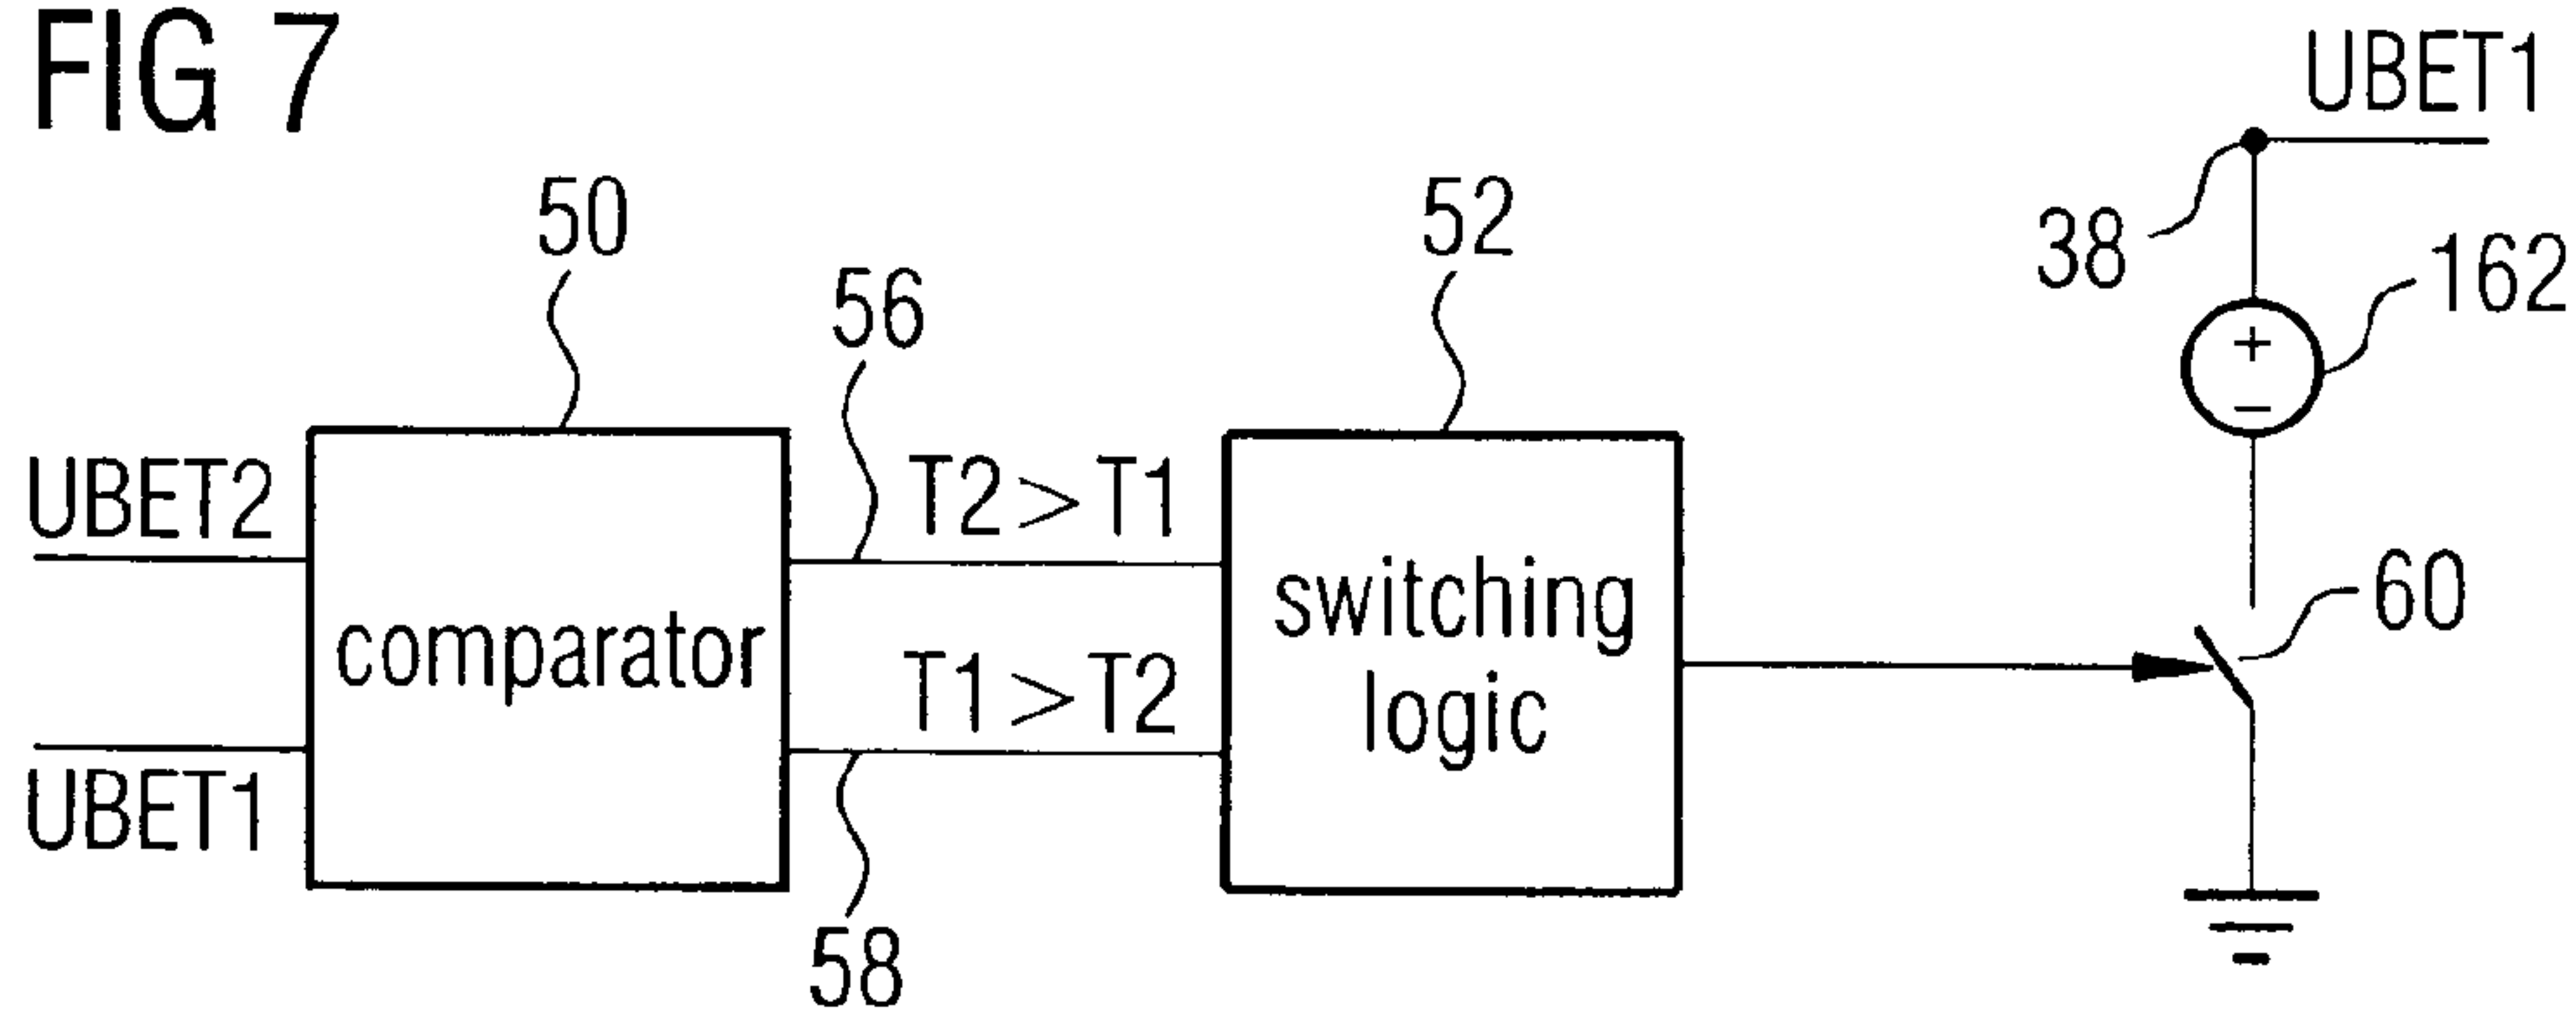 FIG 7
UBET1
50
52
38
162
56
UBET2
T2>T1
comparator
switching
logic
60
T1>T2
UBET1
58
+
−